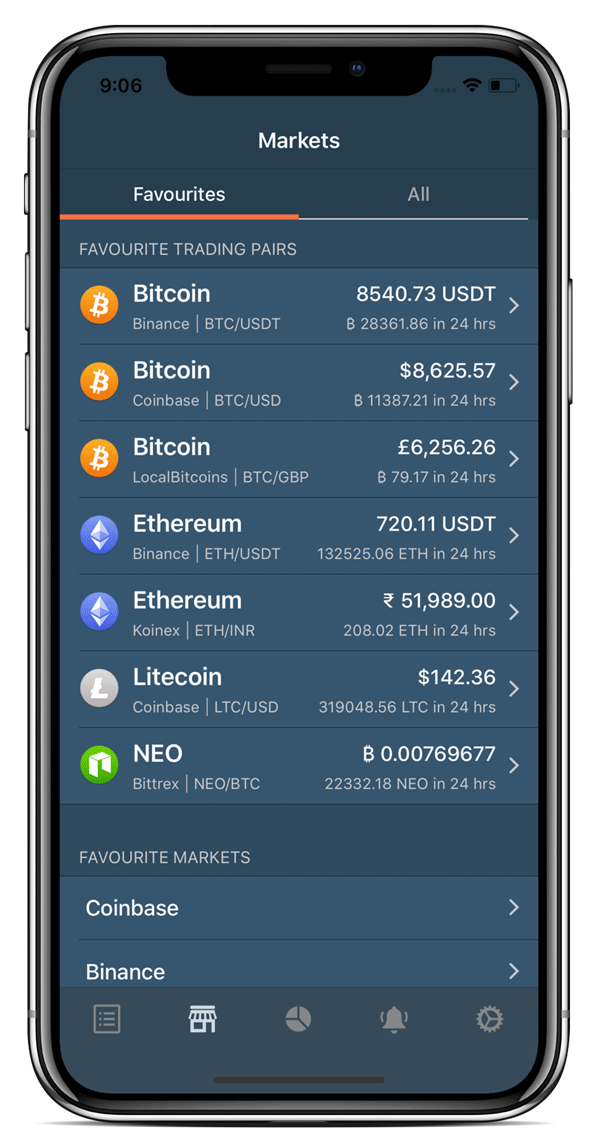 9:06
Markets
Favourites All
FAVOURITE TRADING PAIRS
Bitcoin 8540.73 USDT
Binance | BTC/USDT ₿ 28361.86 in 24 hrs
Bitcoin $8,625.57
Coinbase | BTC/USD ₿ 11387.21 in 24 hrs
Bitcoin £6,256.26
LocalBitcoins | BTC/GBP ₿ 79.17 in 24 hrs
Ethereum 720.11 USDT
Binance | ETH/USDT 132525.06 ETH in 24 hrs
Ethereum ₹ 51,989.00
Koinex | ETH/INR 208.02 ETH in 24 hrs
Litecoin $142.36
Coinbase | LTC/USD 319048.56 LTC in 24 hrs
NEO ₿ 0.00769677
Bittrex | NEO/BTC 22332.18 NEO in 24 hrs
FAVOURITE MARKETS
Coinbase
Binance